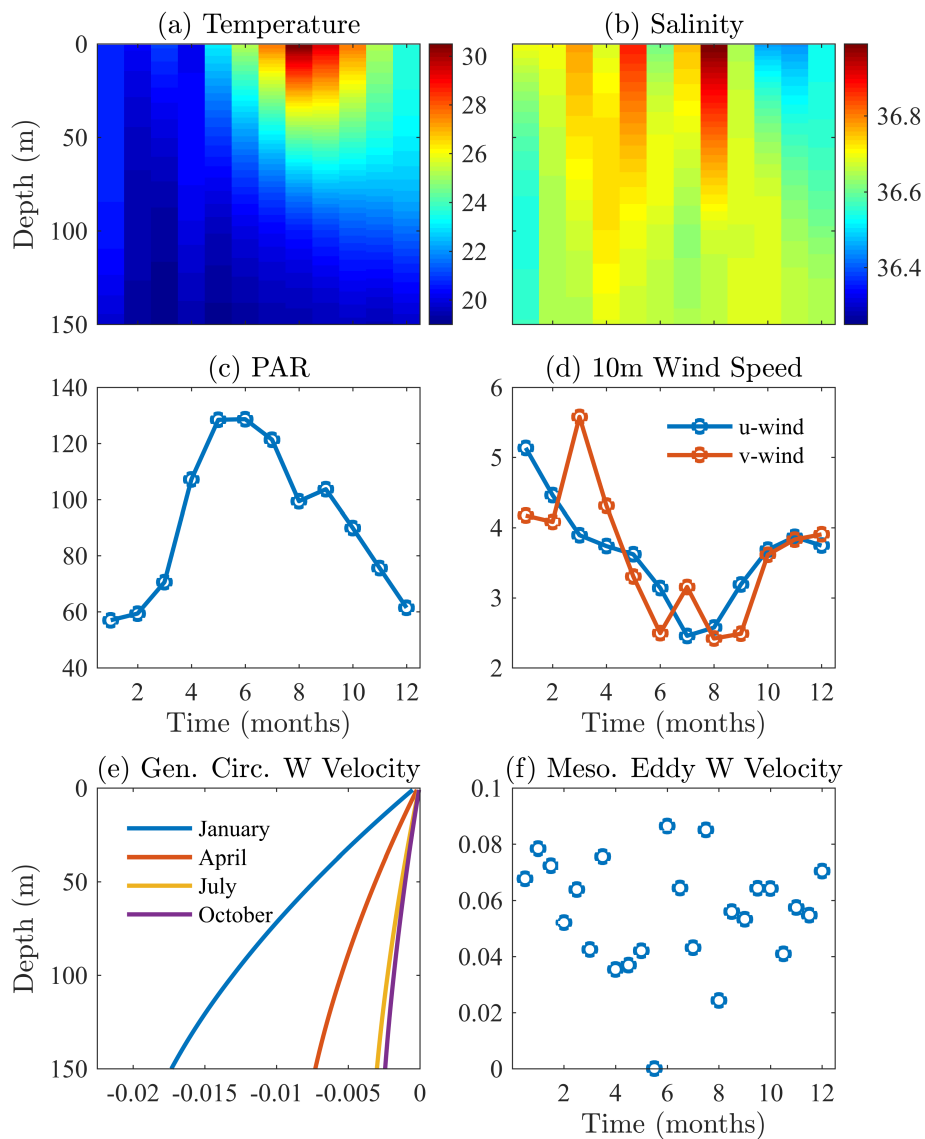 (a) Temperature
(b) Salinity
0
50
100
150
Depth (m)
30
28
26
24
22
20
36.8
36.6
36.4
(c) PAR
(d) 10m Wind Speed
140
120
100
80
60
40
2 4 6 8 10 12
Time (months)
6
5
4
3
2
u-wind
v-wind
2 4 6 8 10 12
Time (months)
(e) Gen. Circ. W Velocity
(f) Meso. Eddy W Velocity
0
50
100
150
Depth (m)
January
April
July
October
-0.02 -0.015 -0.01 -0.005 0
0.1
0.08
0.06
0.04
0.02
0
2 4 6 8 10 12
Time (months)